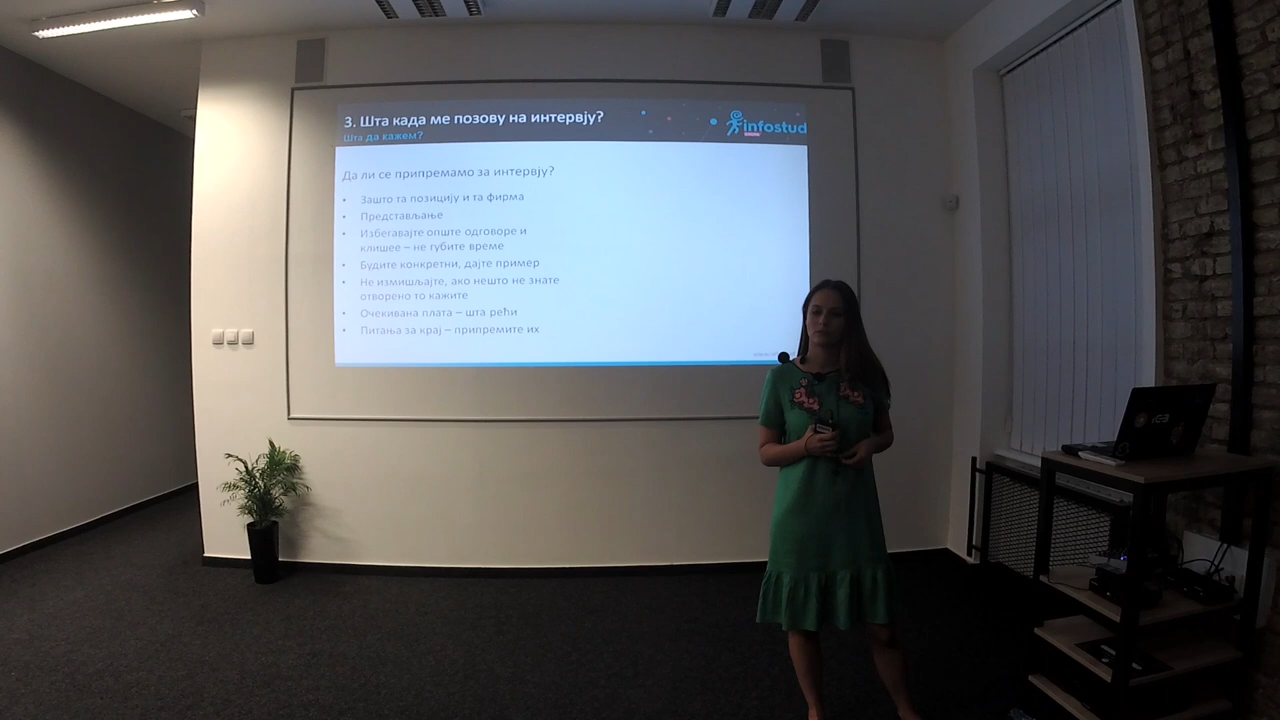 3. Шта када ме позову на интервју?
Шта да кажем?
infostud
Да ли се припремамо за интервју?
• Зашто та позицију и та фирма
• Представљање
• Избегавајте опште одговоре и
клишее – не губите време
• Будите конкретни, дајте пример
• Не измишљајте, ако нешто не знате
отворено то кажите
• Очекивана плата – шта рећи
• Питања за крај – припремите их